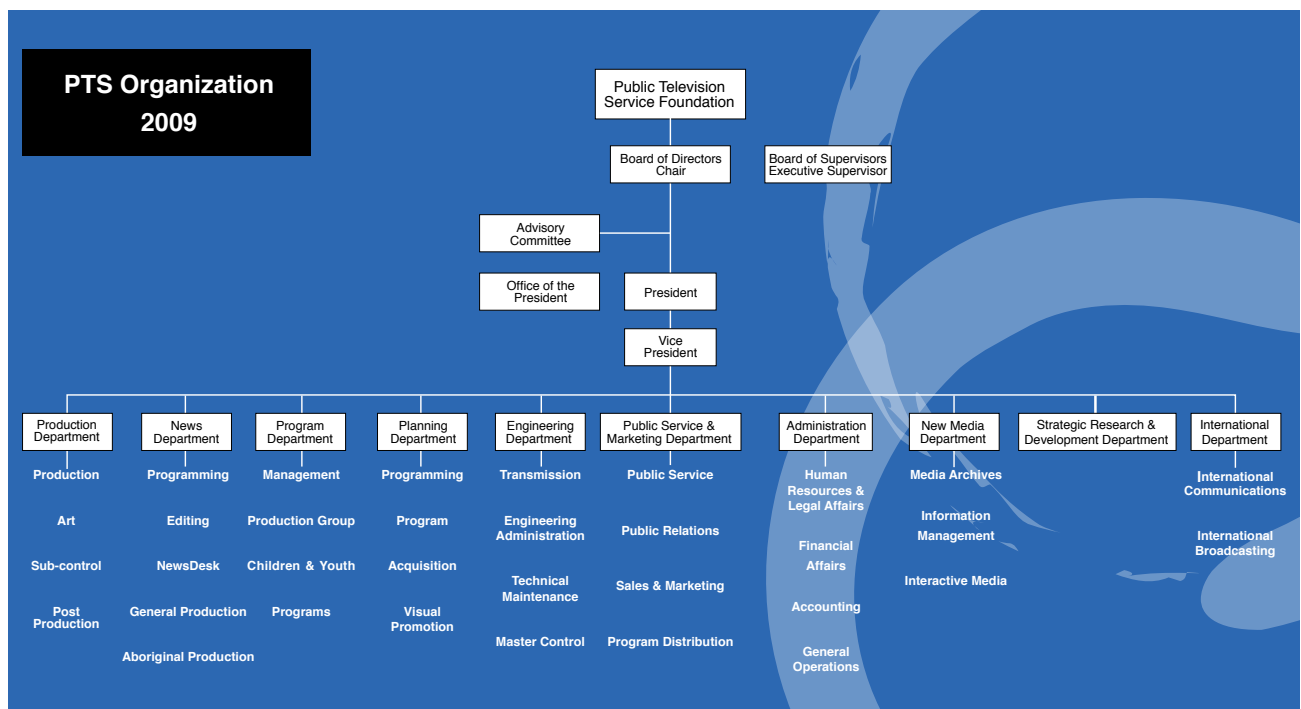 PTS Organization
2009
Public Television
Service Foundation
Board of Directors
Chair
Board of Supervisors
Executive Supervisor
Advisory
Committee
Office of the
President
President
Vice
President
Production
Department
Production
Art
Sub-control
Post
Production
News
Department
Programming
Editing
NewsDesk
General Production
Aboriginal Production
Program
Department
Management
Production Group
Children & Youth
Programs
Planning
Department
Programming
Program
Acquisition
Visual
Promotion
Engineering
Department
Transmission
Engineering
Administration
Technical
Maintenance
Master Control
Public Service &
Marketing Department
Public Service
Public Relations
Sales & Marketing
Program Distribution
Administration
Department
Human
Resources &
Legal Affairs
Financial
Affairs
Accounting
General
Operations
New Media
Department
Media Archives
Information
Management
Interactive Media
Strategic Research &
Development Department
International
Department
International
Communications
International
Broadcasting